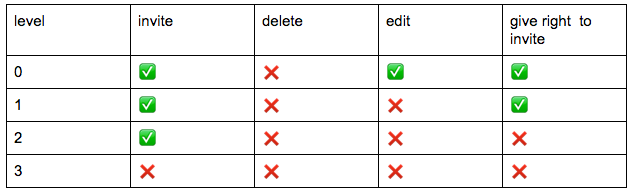 level invite delete edit give right to
invite
0 ✅ ❌ ✅ ✅
1 ✅ ❌ ❌ ✅
2 ✅ ❌ ❌ ❌
3 ❌ ❌ ❌ ❌